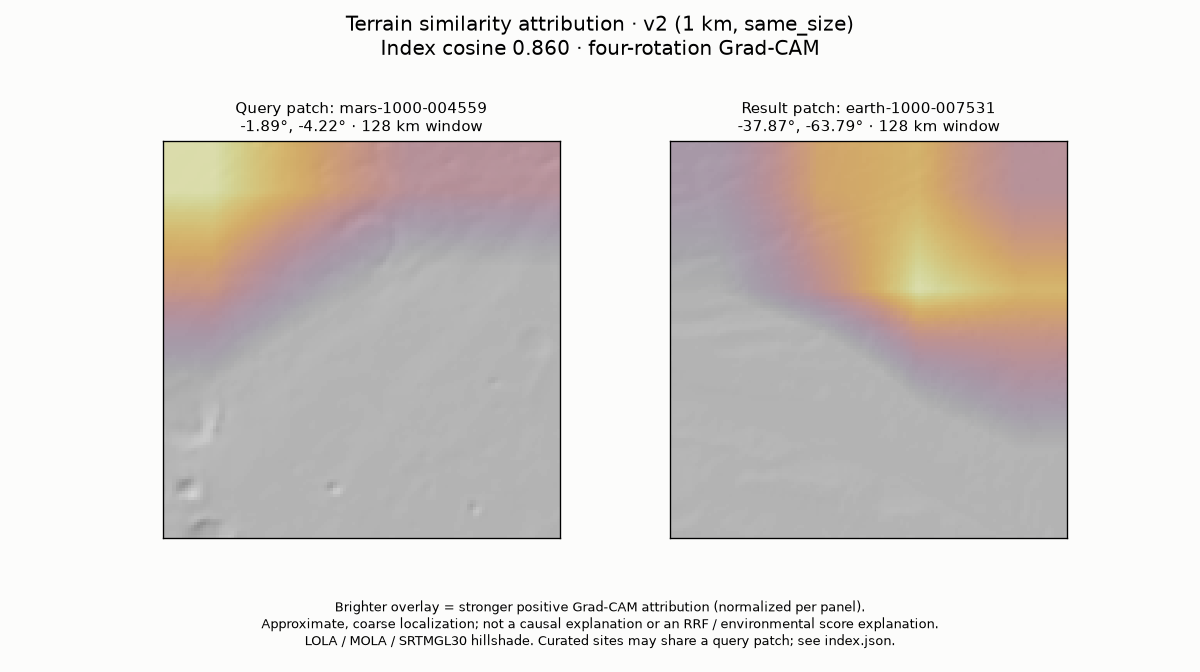 Terrain similarity attribution · v2 (1 km, same_size)
Index cosine 0.860 · four-rotation Grad-CAM
Query patch: mars-1000-004559
-1.89°, -4.22° · 128 km window
Result patch: earth-1000-007531
-37.87°, -63.79° · 128 km window
Brighter overlay = stronger positive Grad-CAM attribution (normalized per panel).
Approximate, coarse localization; not a causal explanation or an RRF / environmental score explanation.
LOLA / MOLA / SRTMGL30 hillshade. Curated sites may share a query patch; see index.json.